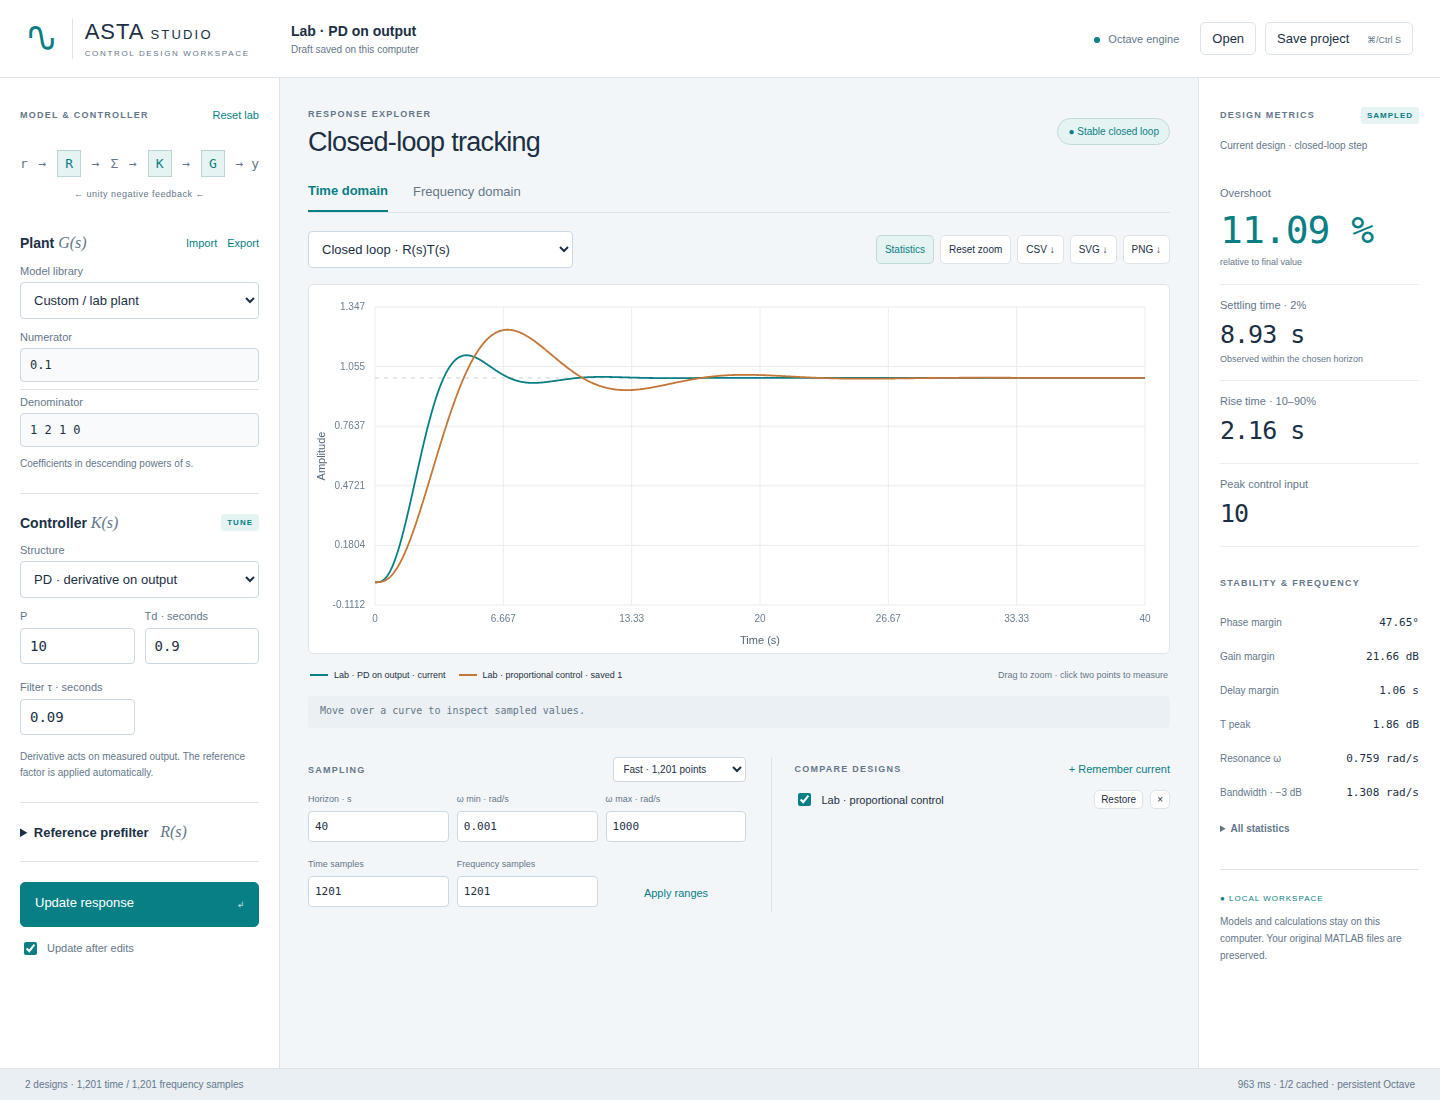 ASTA STUDIO
CONTROL DESIGN WORKSPACE
Lab · PD on output
Draft saved on this computer
Octave engine
Open
Save project ⌘/Ctrl S
MODEL & CONTROLLER
Reset lab
r → R → Σ → K → G → y
← unity negative feedback ←
Plant G(s)
Import Export
Model library
Custom / lab plant
Numerator
0.1
Denominator
1 2 1 0
Coefficients in descending powers of s.
Controller K(s)
TUNE
Structure
PD · derivative on output
P
Td · seconds
10
0.9
Filter τ · seconds
0.09
Derivative acts on measured output. The reference
factor is applied automatically.
Reference prefilter R(s)
Update response ↲
Update after edits
RESPONSE EXPLORER
Closed-loop tracking
● Stable closed loop
Time domain
Frequency domain
Closed loop · R(s)T(s)
Statistics
Reset zoom
CSV ↓
SVG ↓
PNG ↓
1.347
1.055
0.7637
0.4721
0.1804
-0.1112
Amplitude
0
6.667
13.33
20
26.67
33.33
40
Time (s)
Lab · PD on output · current
Lab · proportional control · saved 1
Drag to zoom · click two points to measure
Move over a curve to inspect sampled values.
SAMPLING
Fast · 1,201 points
Horizon · s
ω min · rad/s
ω max · rad/s
40
0.001
1000
Time samples
Frequency samples
1201
1201
Apply ranges
COMPARE DESIGNS
+ Remember current
Lab · proportional control
Restore
×
DESIGN METRICS
SAMPLED
Current design · closed-loop step
Overshoot
11.09 %
relative to final value
Settling time · 2%
8.93 s
Observed within the chosen horizon
Rise time · 10–90%
2.16 s
Peak control input
10
STABILITY & FREQUENCY
Phase margin 47.65°
Gain margin 21.66 dB
Delay margin 1.06 s
T peak 1.86 dB
Resonance ω 0.759 rad/s
Bandwidth · −3 dB 1.308 rad/s
All statistics
● LOCAL WORKSPACE
Models and calculations stay on this
computer. Your original MATLAB files are
preserved.
2 designs · 1,201 time / 1,201 frequency samples
963 ms · 1/2 cached · persistent Octave